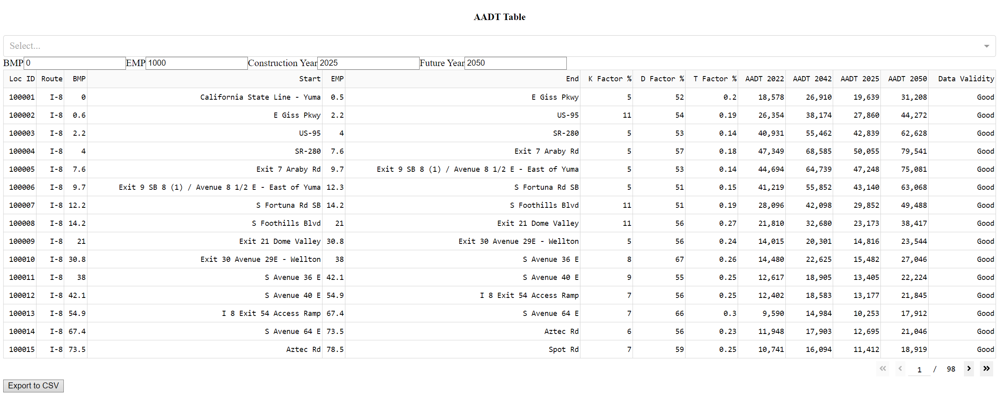 AADT Table
Select...
BMP 0 EMP 1000 Construction Year 2025 Future Year 2050
Loc ID Route BMP Start EMP End K Factor % D Factor % T Factor % AADT 2022 AADT 2042 AADT 2025 AADT 2050 Data Validity
100001 I-8 0 California State Line - Yuma 0.5 E Giss Pkwy 5 52 0.2 18,578 26,910 19,639 31,208 Good
100002 I-8 0.6 E Giss Pkwy 2.2 US-95 11 54 0.19 26,354 38,174 27,860 44,272 Good
100003 I-8 2.2 US-95 4 SR-280 5 53 0.14 40,931 55,462 42,839 62,628 Good
100004 I-8 4 SR-280 7.6 Exit 7 Araby Rd 5 57 0.18 47,349 68,585 50,055 79,541 Good
100005 I-8 7.6 Exit 7 Araby Rd 9.7 Exit 9 SB 8 (1) / Avenue 8 1/2 E - East of Yuma 5 53 0.14 44,694 64,739 47,248 75,081 Good
100006 I-8 9.7 Exit 9 SB 8 (1) / Avenue 8 1/2 E - East of Yuma 12.3 S Fortuna Rd SB 5 51 0.15 41,219 55,852 43,140 63,068 Good
100007 I-8 12.2 S Fortuna Rd SB 14.2 S Foothills Blvd 11 51 0.19 28,096 42,098 29,852 49,488 Good
100008 I-8 14.2 S Foothills Blvd 21 Exit 21 Dome Valley 11 56 0.27 21,810 32,680 23,173 38,417 Good
100009 I-8 21 Exit 21 Dome Valley 30.8 Exit 30 Avenue 29E - Wellton 5 56 0.24 14,015 20,301 14,816 23,544 Good
100010 I-8 30.8 Exit 30 Avenue 29E - Wellton 38 S Avenue 36 E 8 67 0.26 14,480 22,625 15,482 27,046 Good
100011 I-8 38 S Avenue 36 E 42.1 S Avenue 40 E 9 55 0.25 12,617 18,905 13,405 22,224 Good
100012 I-8 42.1 S Avenue 40 E 54.9 I 8 Exit 54 Access Ramp 7 56 0.25 12,402 18,583 13,177 21,845 Good
100013 I-8 54.9 I 8 Exit 54 Access Ramp 67.4 S Avenue 64 E 7 66 0.3 9,590 14,984 10,253 17,912 Good
100014 I-8 67.4 S Avenue 64 E 73.5 Aztec Rd 6 56 0.23 11,948 17,903 12,695 21,046 Good
100015 I-8 73.5 Aztec Rd 78.5 Spot Rd 7 59 0.25 10,741 16,094 11,412 18,919 Good
1 / 98
Export to CSV